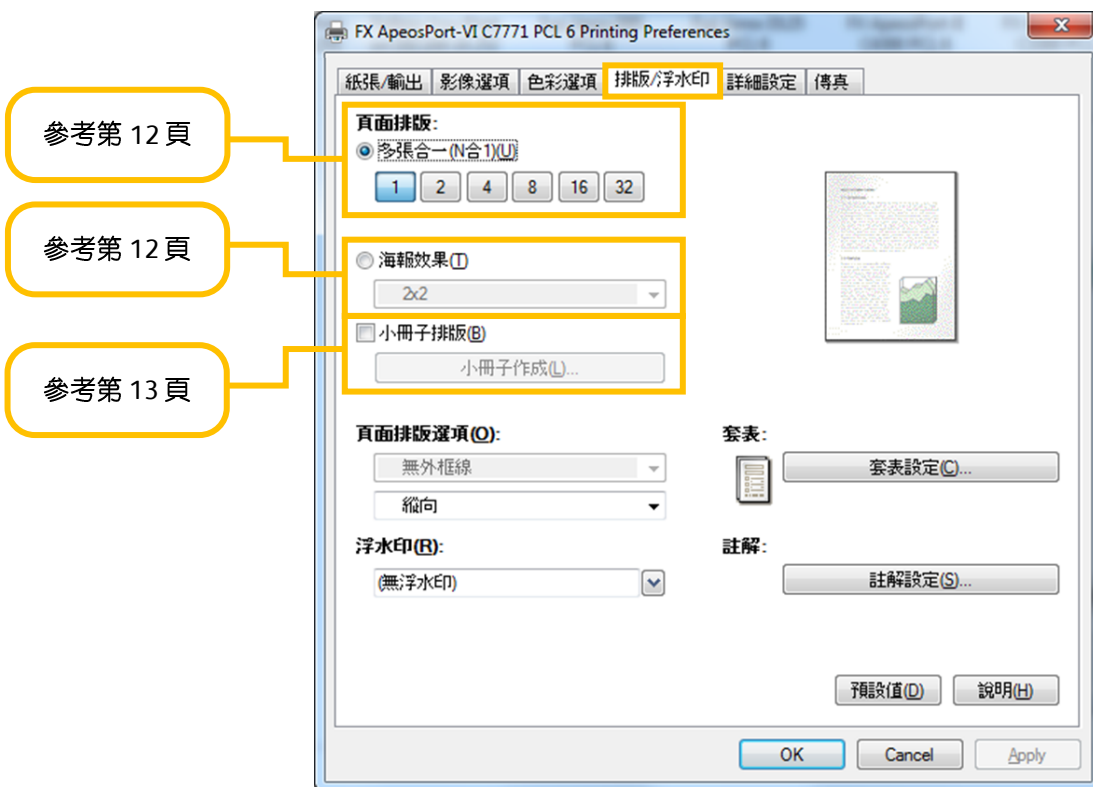 FX ApeosPort-VI C7771 PCL 6 Printing Preferences
紙張/輸出 影像選項 色彩選項 排版/浮水印 詳細設定 傳真
參考第 12 頁
頁面排版:
多張合一(N合1)(U)
1 2 4 8 16 32
參考第 12 頁
海報效果(T)
2x2
參考第 13 頁
小冊子排版(B)
小冊子作成(L)...
頁面排版選項(O):
無外框線
縱向
浮水印(R):
(無浮水印)
套表:
套表設定(C)...
註解:
註解設定(S)...
預設值(D) 說明(H)
OK Cancel Apply